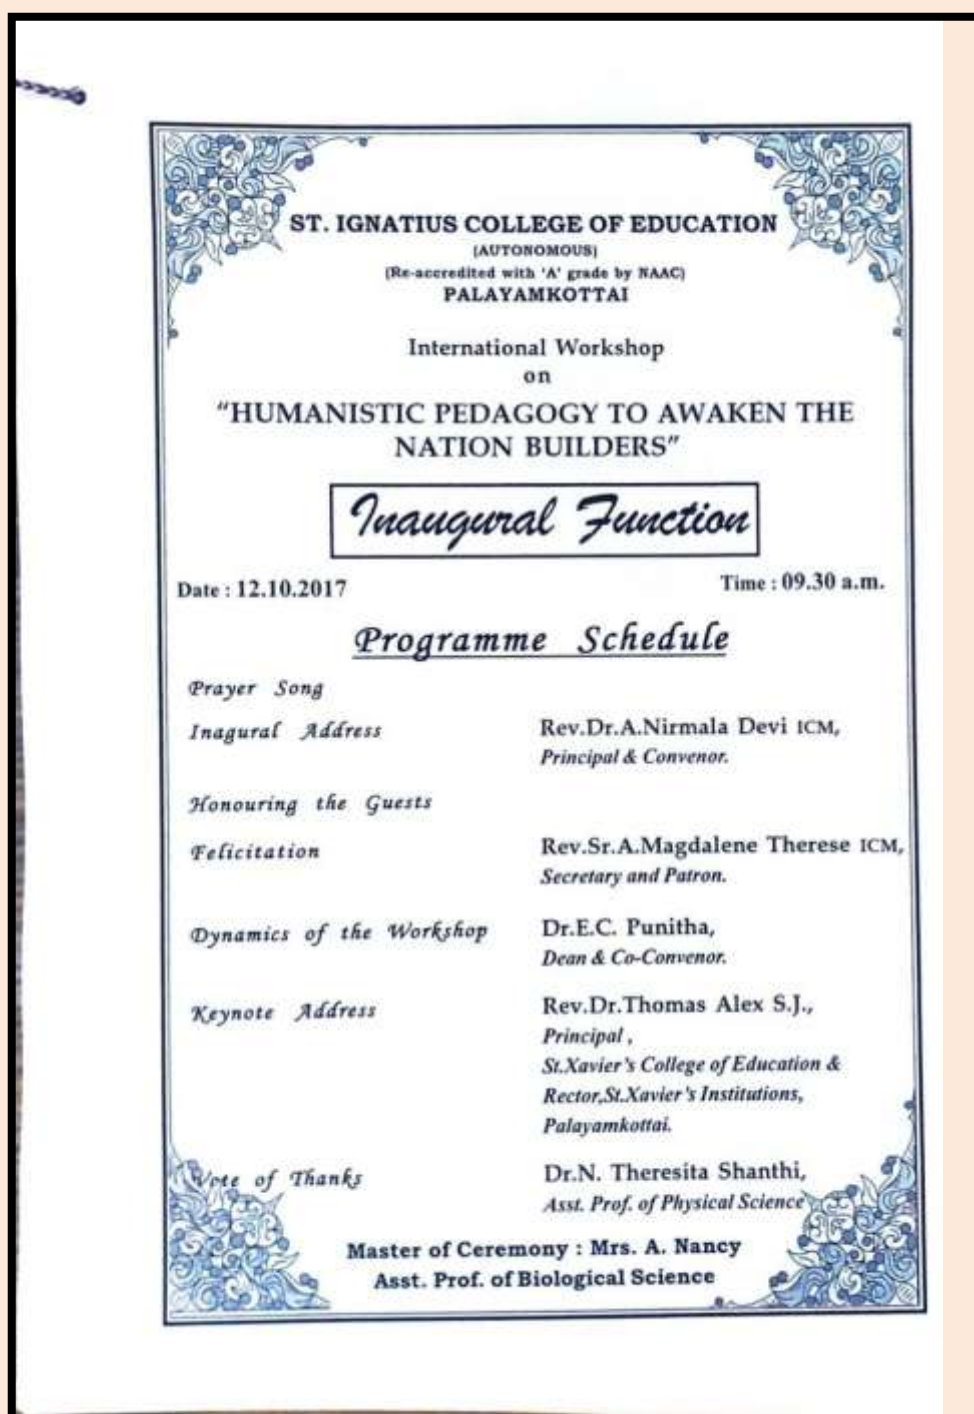 ST. IGNATIUS COLLEGE OF EDUCATION
(AUTONOMOUS)
(Re-accredited with 'A' grade by NAAC)
PALAYAMKOTTAI
International Workshop
on
"HUMANISTIC PEDAGOGY TO AWAKEN THE
NATION BUILDERS"
Inaugural Function
Date : 12.10.2017 Time : 09.30 a.m.
Programme Schedule
Prayer Song
Inagural Address Rev.Dr.A.Nirmala Devi ICM,
Principal & Convenor.
Honouring the Guests
Felicitation Rev.Sr.A.Magdalene Therese ICM,
Secretary and Patron.
Dynamics of the Workshop Dr.E.C. Punitha,
Dean & Co-Convenor.
Keynote Address Rev.Dr.Thomas Alex S.J.,
Principal ,
St.Xavier's College of Education &
Rector,St.Xavier's Institutions,
Palayamkottai.
Vote of Thanks Dr.N. Theresita Shanthi,
Asst. Prof. of Physical Science
Master of Ceremony : Mrs. A. Nancy
Asst. Prof. of Biological Science